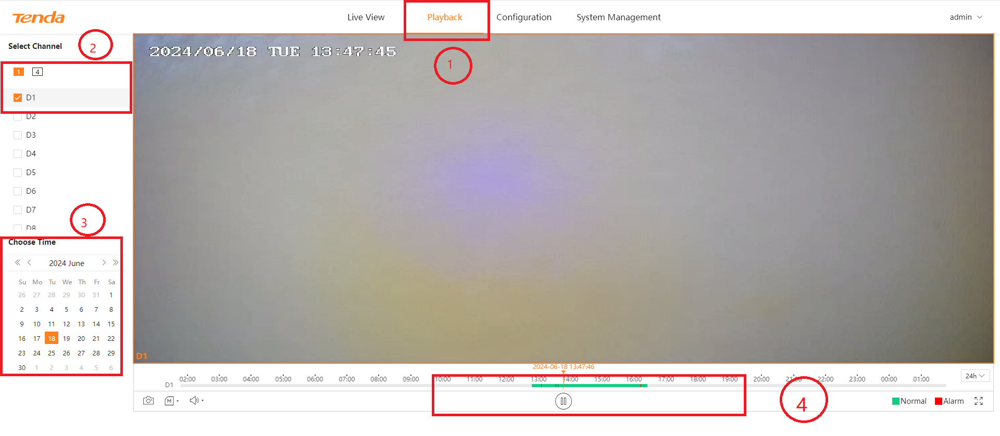 Tenda
Live View Playback Configuration System Management admin
Select Channel 2
2024/06/18 TUE 13:47:45
1
1 4
D1
D2
D3
D4
D5
D6
D7
D8
3
Choose Time
2024 June
Su Mo Tu We Th Fr Sa
26 27 28 29 30 31 1
2 3 4 5 6 7 8
9 10 11 12 13 14 15
16 17 18 19 20 21 22
23 24 25 26 27 28 29
30 1 2 3 4 5 6
D1
2024-06-18 13:47:46
02:00 03:00 04:00 05:00 06:00 07:00 08:00 09:00 10:00 11:00 12:00 13:00 14:00 15:00 16:00 17:00 18:00 19:00 20:00 21:00 22:00 23:00 00:00 01:00 24h
D1
M
4
Normal Alarm